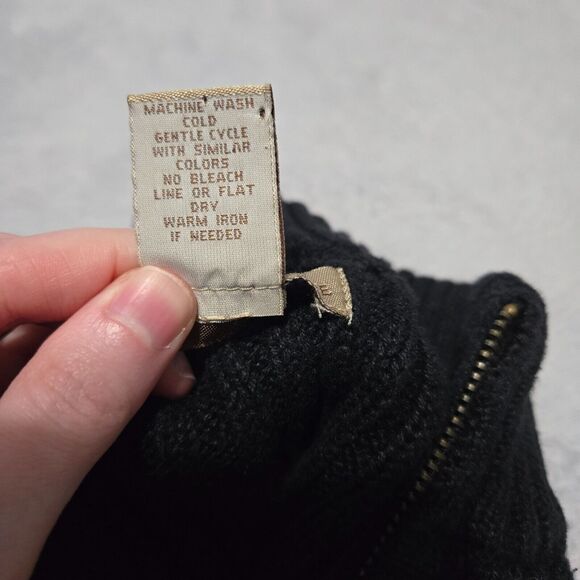 MACHINE WASH
COLD
GENTLE CYCLE
WITH SIMILAR
COLORS
NO BLEACH
LINE OR FLAT
DRY
WARM IRON
IF NEEDED